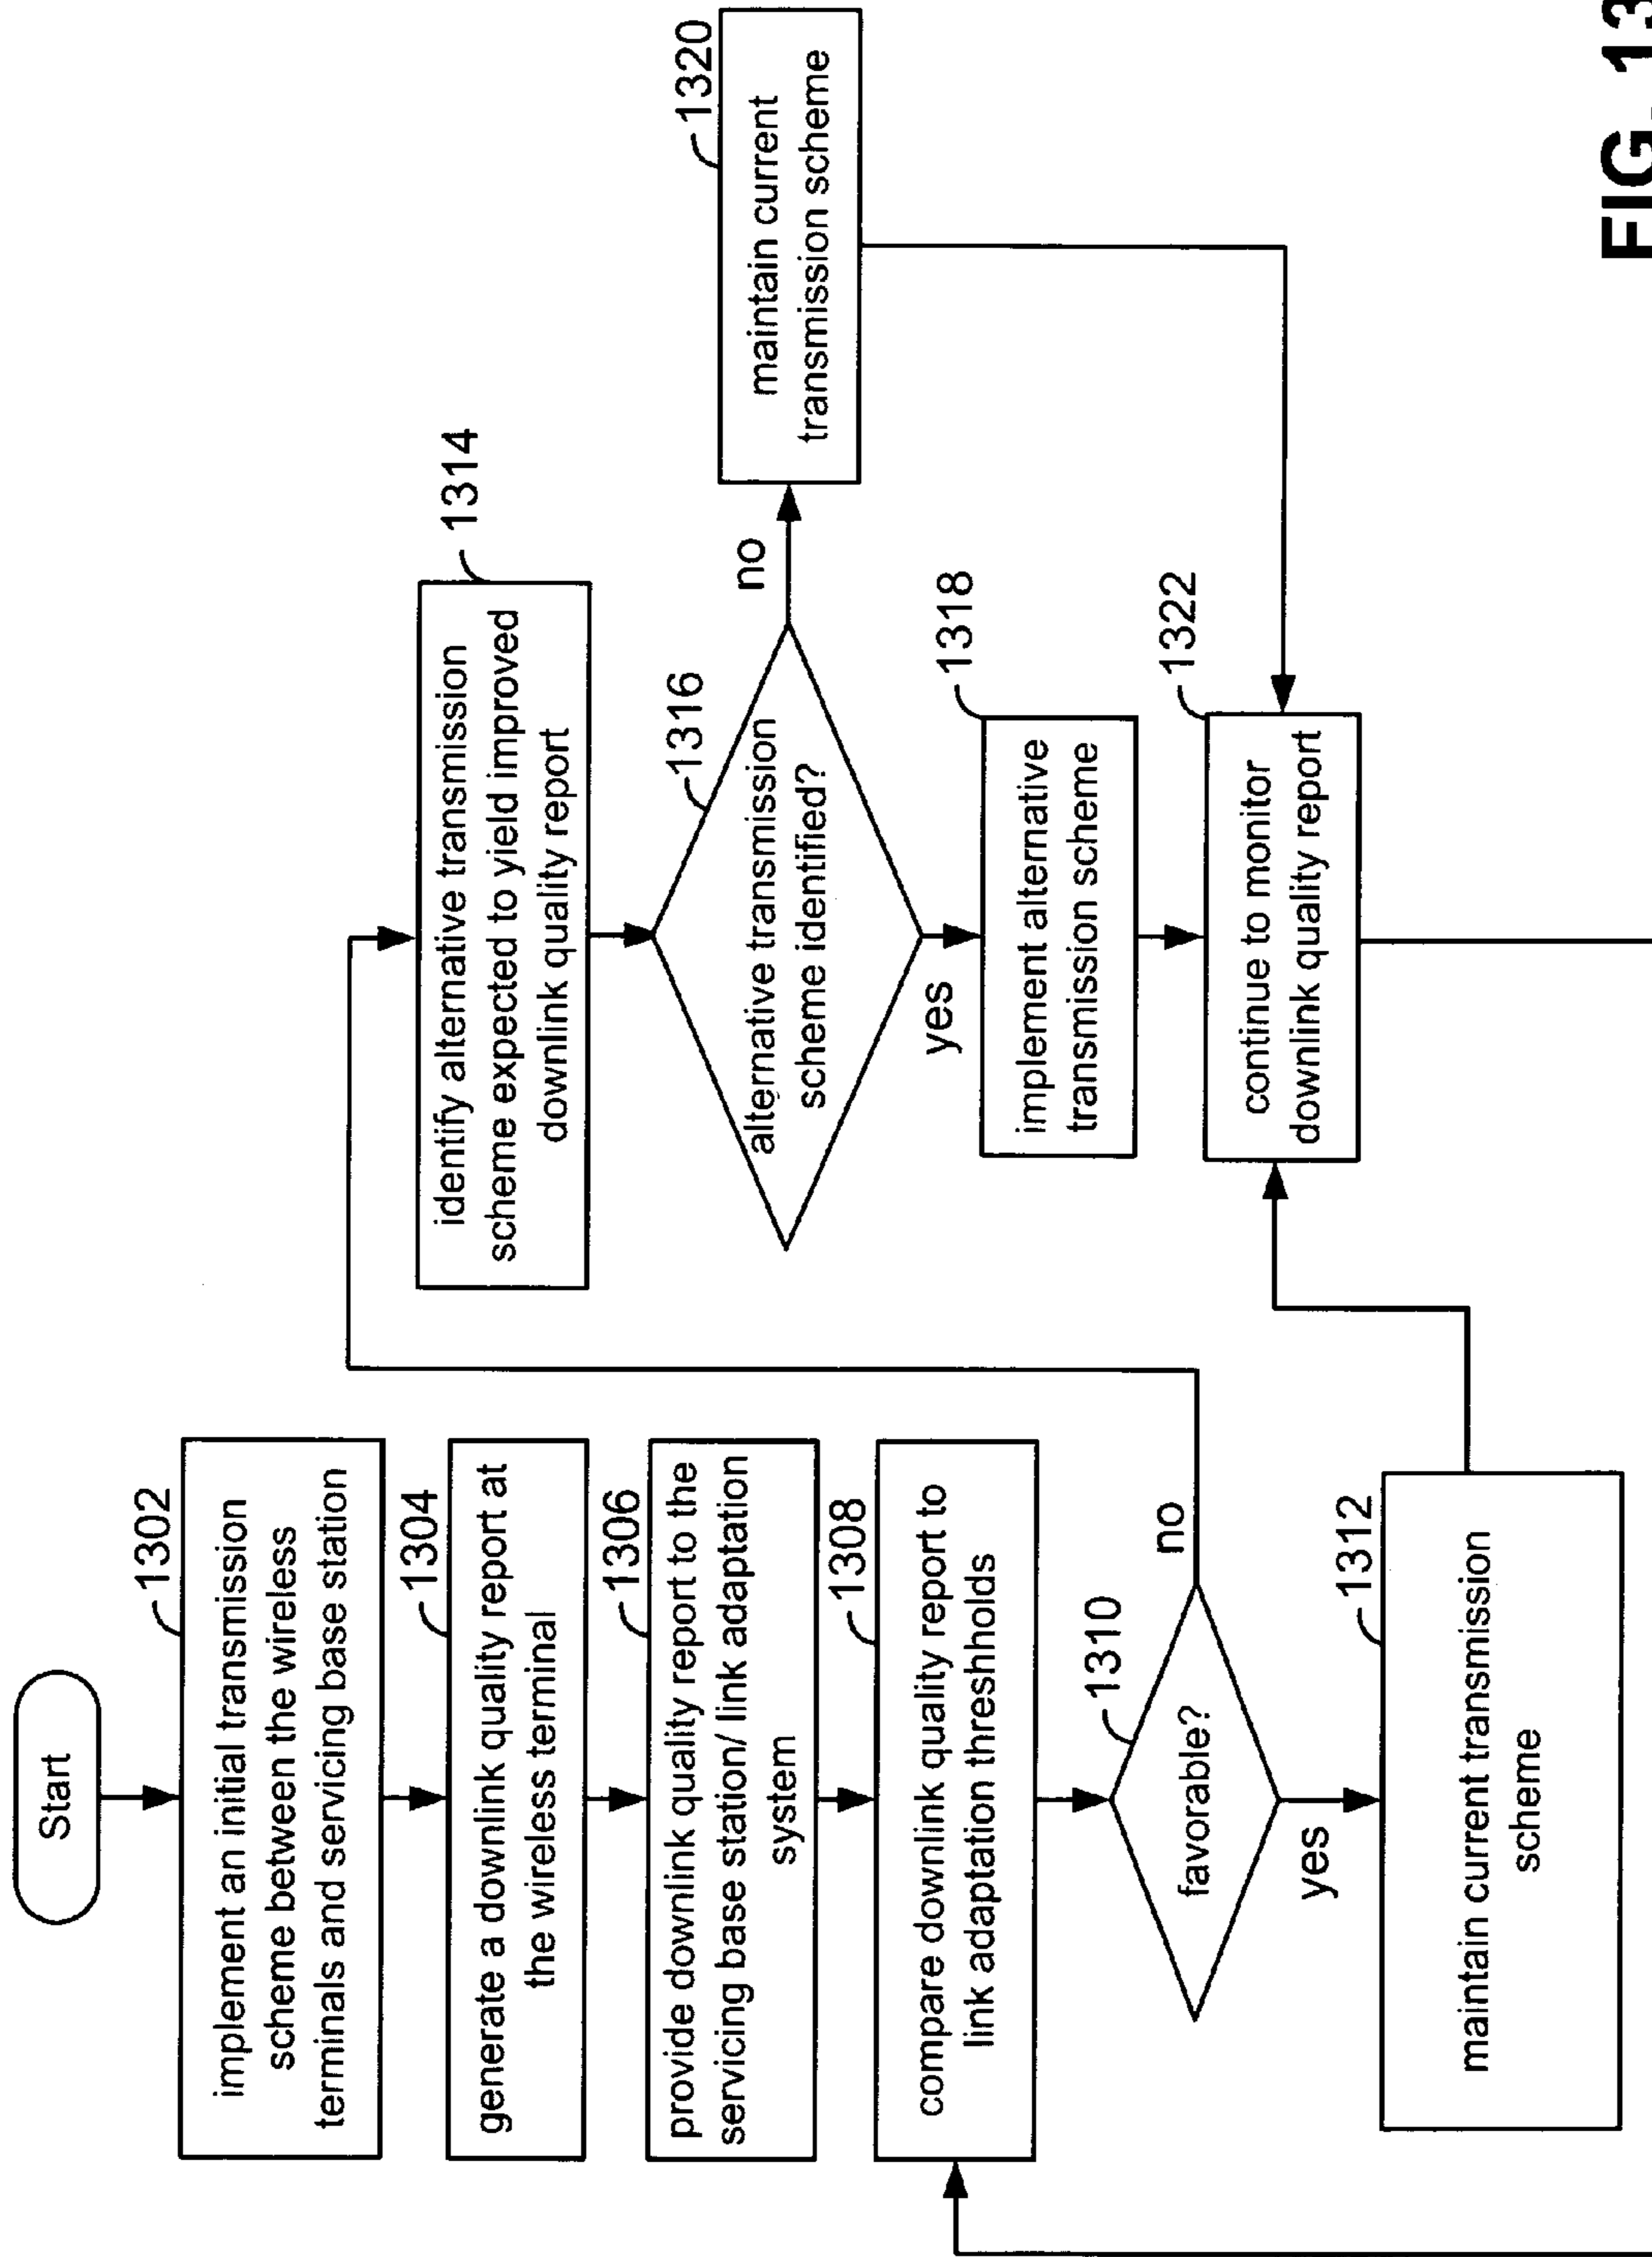 Start
1302
implement an initial transmission
scheme between the wireless
terminals and servicing base station
1304
generate a downlink quality report at
the wireless terminal
1306
provide downlink quality report to the
servicing base station/ link adaptation
system
1308
compare downlink quality report to
link adaptation thresholds
1310
favorable?
no
yes
1312
maintain current transmission
scheme
1314
identify alternative transmission
scheme expected to yield improved
downlink quality report
1316
alternative transmission
scheme identified?
no
yes
1318
implement alternative
transmission scheme
1320
maintain current
transmission scheme
1322
continue to monitor
downlink quality report
FIG. 13